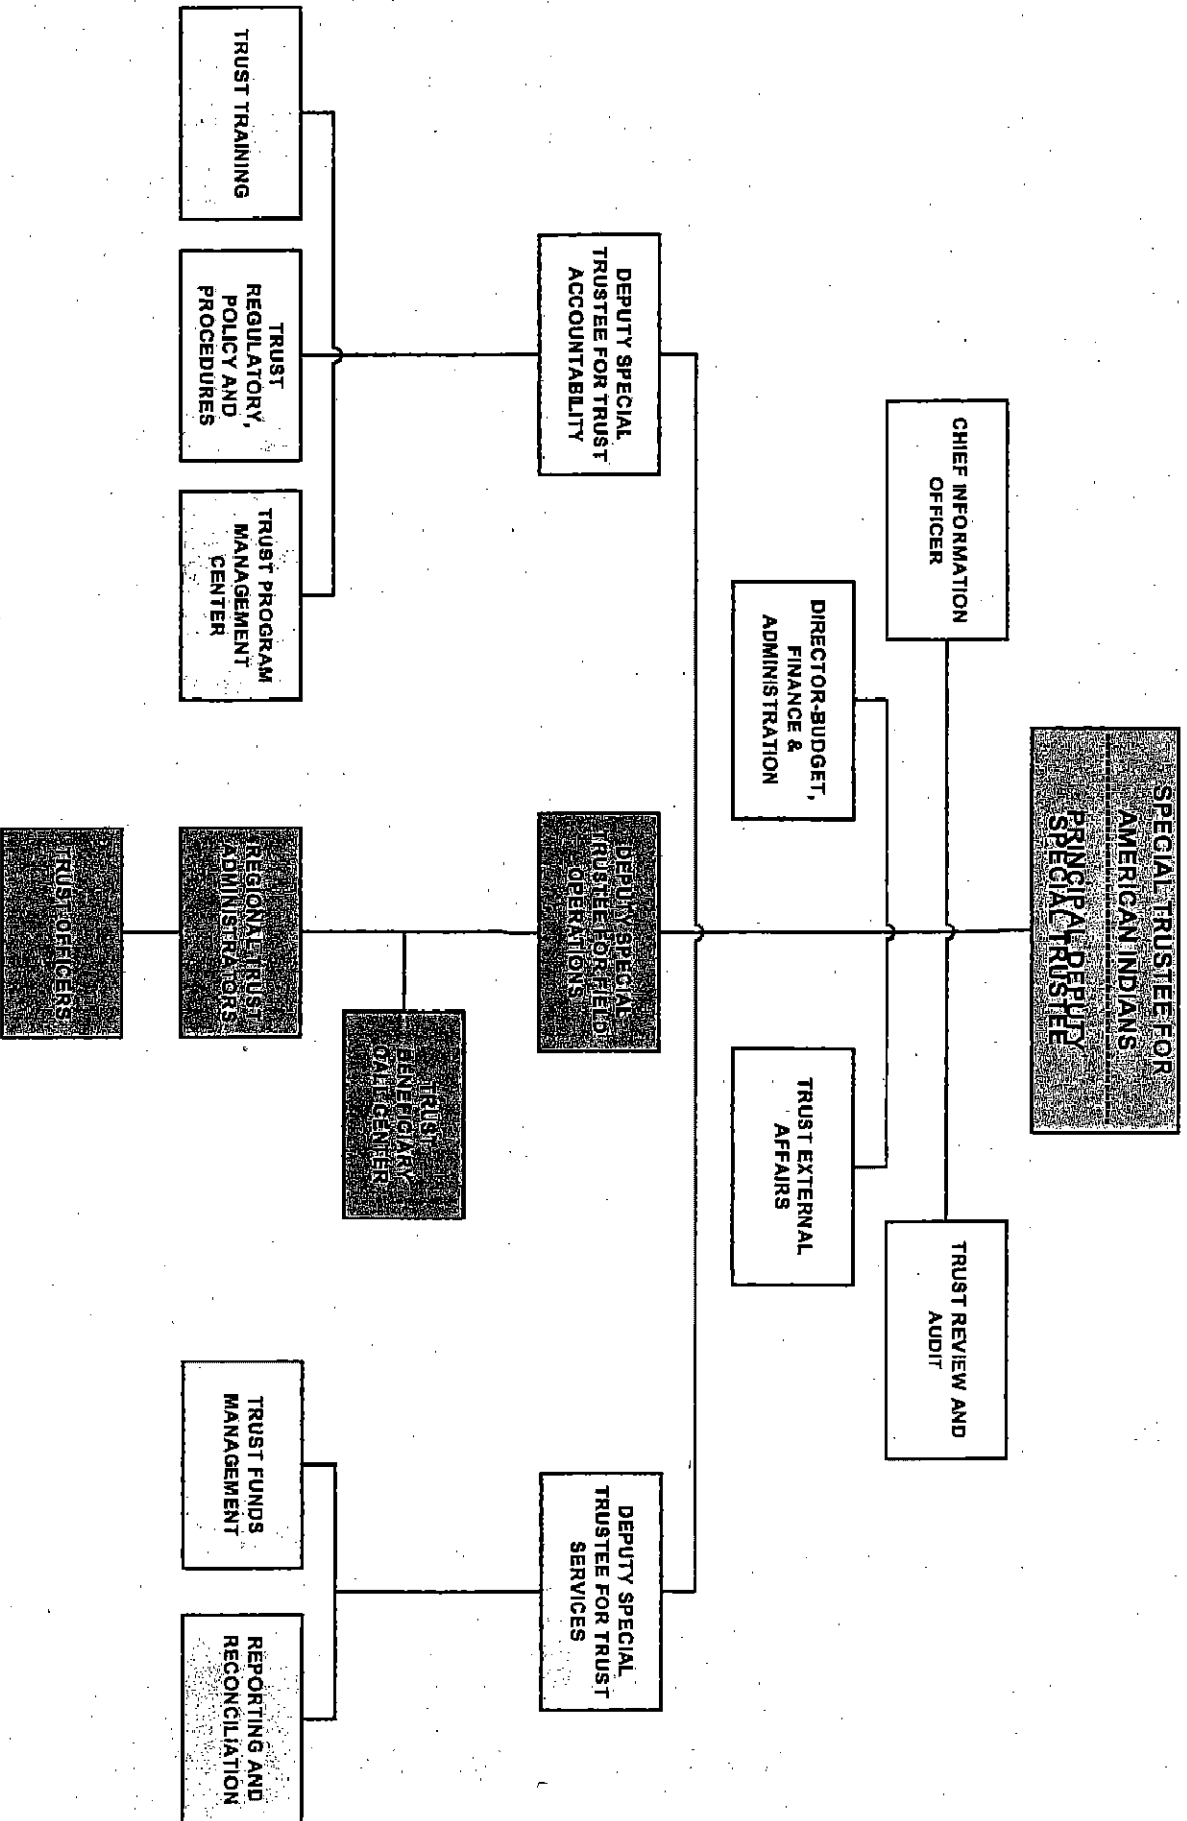 SPECIAL TRUSTEE FOR
AMERICAN INDIANS
PRINCIPAL DEPUTY
SPECIAL TRUSTEE
CHIEF INFORMATION
OFFICER
TRUST REVIEW AND
AUDIT
DIRECTOR-BUDGET,
FINANCE &
ADMINISTRATION
TRUST EXTERNAL
AFFAIRS
DEPUTY SPECIAL
TRUSTEE FOR TRUST
ACCOUNTABILITY
DEPUTY SPECIAL
TRUSTEE FOR FIELD
OPERATIONS
DEPUTY SPECIAL
TRUSTEE FOR TRUST
SERVICES
TRUST
BENEFICIARY
CALL CENTER
TRUST TRAINING
TRUST
REGULATORY,
POLICY AND
PROCEDURES
TRUST PROGRAM
MANAGEMENT
CENTER
REGIONAL TRUST
ADMINISTRATORS
TRUST FUNDS
MANAGEMENT
REPORTING AND
RECONCILIATION
TRUST OFFICERS